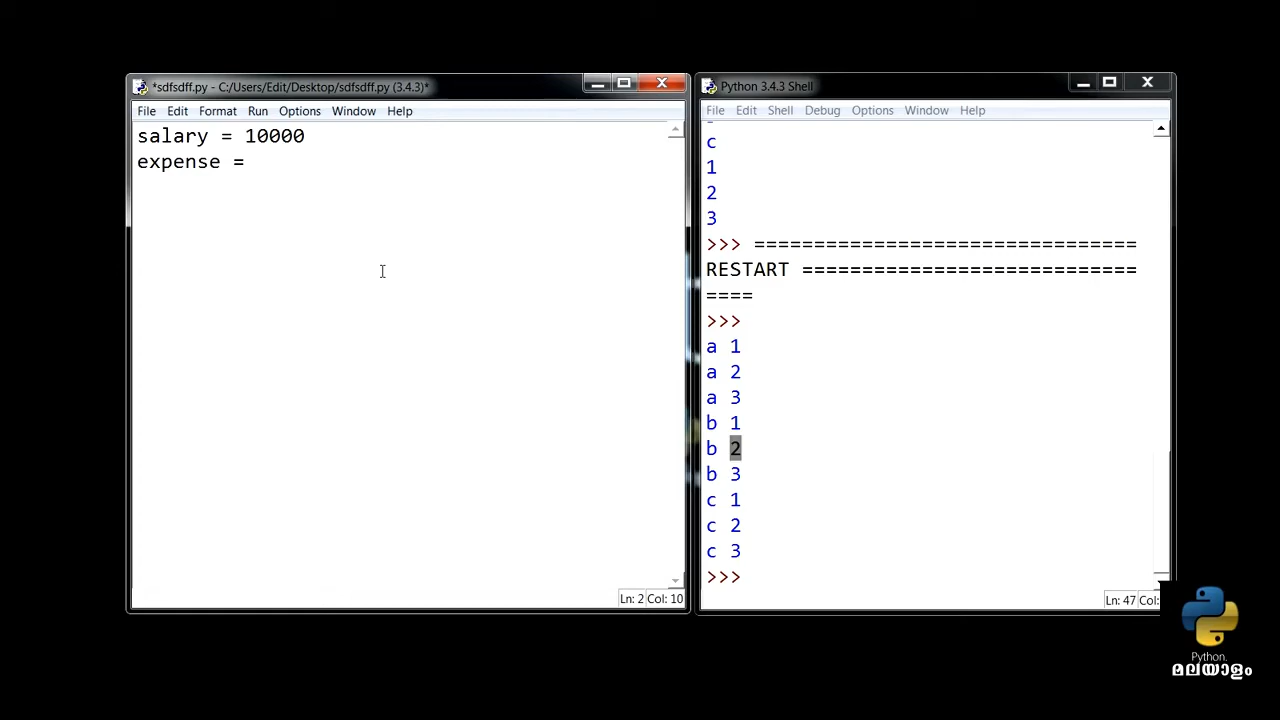 *sdfsdff.py - C:/Users/Edit/Desktop/sdfsdff.py (3.4.3)*
File Edit Format Run Options Window Help
salary = 10000
expense =
Ln: 2 Col: 10
Python 3.4.3 Shell
File Edit Shell Debug Options Window Help
c
1
2
3
>>> ================================
RESTART ============================
====
>>>
a 1
a 2
a 3
b 1
b 2
b 3
c 1
c 2
c 3
>>>
Ln: 47 Col:
Python.
മലയാളം